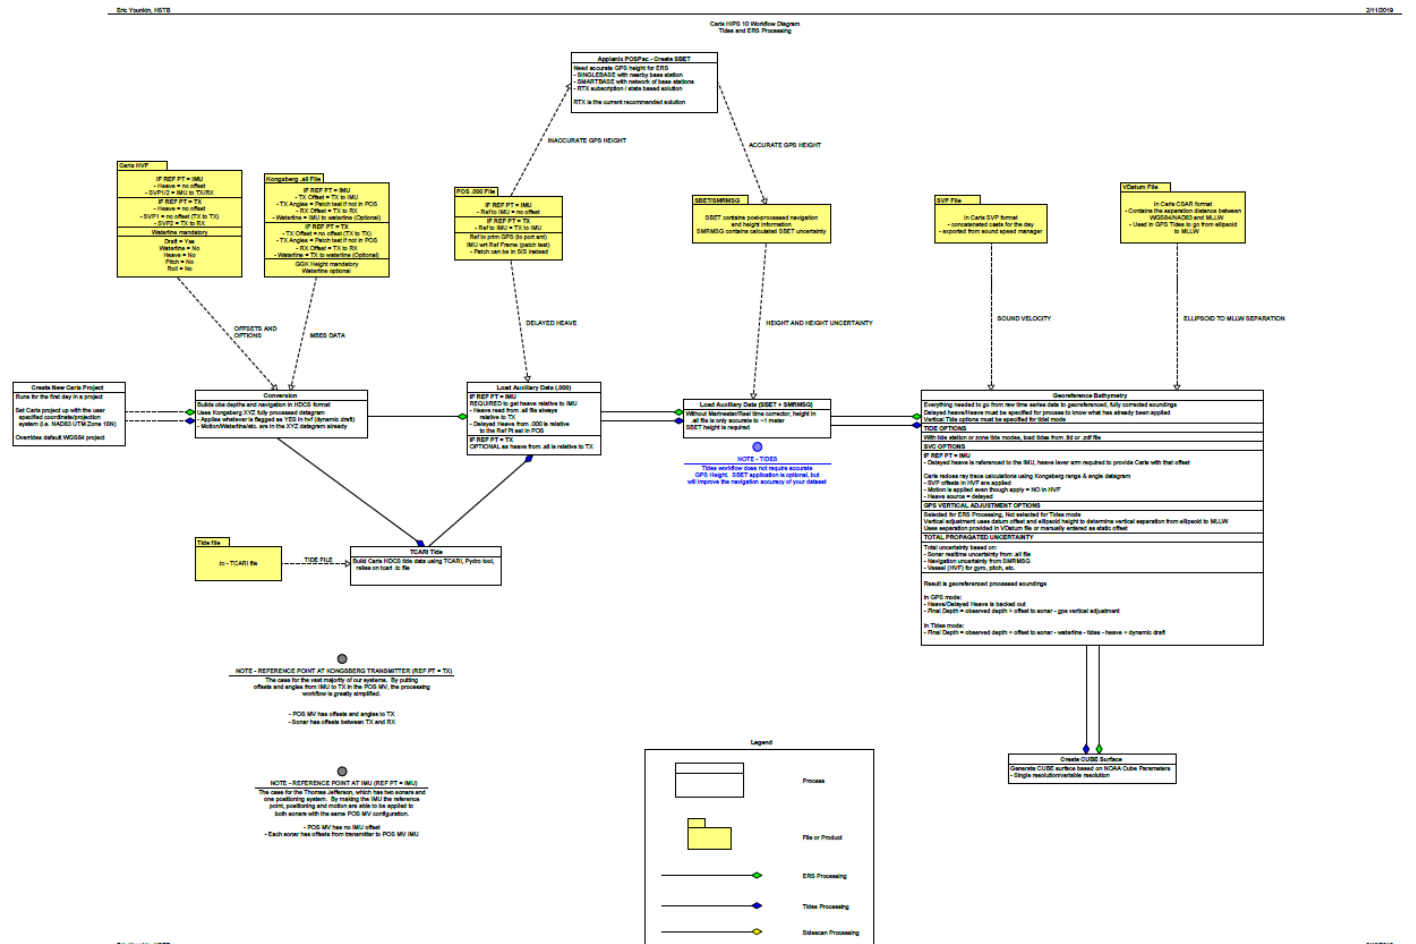 Eric Younkin, HSTB
2/11/2019
Caris HIPS 10 Workflow Diagram
Tides and ERS Processing
Applanix POSPac - Create SBET
Need accurate GPS height for ERS
- SINGLEBASE with nearby base station
- SMARTBASE with network of base stations
- RTX subscription / state based solution
RTX is the current recommended solution
INACCURATE GPS HEIGHT
ACCURATE GPS HEIGHT
Caris HVF
IF REF PT = IMU
- Heave = no offset
- SVP1/2 = IMU to TX/RX
IF REF PT = TX
- Heave = no offset
- SVP1 = no offset (TX to TX)
- SVP2 = TX to RX
Waterline mandatory
Draft = Yes
Waterline = No
Heave = No
Pitch = No
Roll = No
Kongsberg .all File
IF REF PT = IMU
- TX Offset = TX to IMU
- TX Angles = Patch test if not in POS
- RX Offset = TX to RX
- Waterline = IMU to waterline (Optional)
IF REF PT = TX
- TX Offset = no offset (TX to TX)
- TX Angles = Patch test if not in POS
- RX Offset = TX to RX
- Waterline = TX to waterline (Optional)
GGK Height mandatory
Waterline optional
POS .000 File
IF REF PT = IMU
- Ref to IMU = no offset
IF REF PT = TX
- Ref to IMU = TX to IMU
Ref to prim GPS (to port ant)
IMU wrt Ref Frame (patch test)
- Patch can be in SIS instead
SBET/SMRMSG
SBET contains post-processed navigation
and height information
SMRMSG contains calculated SBET uncertainty
SVP File
In Caris SVP format
- concatenated casts for the day
- exported from sound speed manager
VDatum File
In Caris CSAR format
- Contains the separation distance between
WGS84/NAD83 and MLLW
- Used in GPS Tides to go from ellipsoid
to MLLW
OFFSETS AND
OPTIONS
MBES DATA
DELAYED HEAVE
HEIGHT AND HEIGHT UNCERTAINTY
SOUND VELOCITY
ELLIPSOID TO MLLW SEPARATION
Create New Caris Project
Runs for the first day in a project
Set Caris project up with the user
specified coordinate/projection
system (i.e. NAD83 UTM Zone 18N)
Overrides default WGS84 project
Conversion
Builds obs depths and navigation in HDCS format
Uses Kongsberg XYZ fully processed datagram
- Applies whatever is flagged as YES in hvf (dynamic draft)
- Motion/Waterline/etc. are in the XYZ datagram already
Load Auxiliary Data (.000)
IF REF PT = IMU
REQUIRED to get heave relative to IMU
- Heave read from .all file always
relative to TX
- Delayed Heave from .000 is relative
to the Ref Pt set in POS
IF REF PT = TX
OPTIONAL as heave from .all is relative to TX
Load Auxiliary Data (SBET + SMRMSG)
Without Marinestar/Real time corrector, height in
.all file is only accurate to ~1 meter
SBET height is required
NOTE - TIDES
Tides workflow does not require accurate
GPS Height. SBET application is optional, but
will improve the navigation accuracy of your dataset
Georeference Bathymetry
Everything needed to go from raw time series data to georeferenced, fully corrected soundings
Delayed heave/Heave must be specified for process to know what has already been applied
Vertical Tide options must be specified for tidal mode
TIDE OPTIONS
With tide station or zone tide modes, load tides from .tid or .zdf file
SVC OPTIONS
IF REF PT = IMU
- Delayed heave is referenced to the IMU, heave lever arm required to provide Caris with that offset
Caris redoes ray trace calculations using Kongsberg range & angle datagram
- SVP offsets in HVF are applied
- Motion is applied even though apply = NO in HVF
- Heave source = delayed
GPS VERTICAL ADJUSTMENT OPTIONS
Selected for ERS Processing, Not selected for Tides mode
Vertical adjustment uses datum offset and ellipsoid height to determine vertical separation from ellipsoid to MLLW
Uses separation provided in VDatum file or manually entered as static offset
TOTAL PROPAGATED UNCERTAINTY
Total uncertainty based on:
- Sonar realtime uncertainty from .all file
- Navigation uncertainty from SMRMSG
- Vessel (HVF) for gyro, pitch, etc.
Result is georeferenced processed soundings
In GPS mode:
- Heave/Delayed Heave is backed out
- Final Depth = observed depth + offset to sonar - gps vertical adjustment
In Tides mode:
- Final Depth = observed depth + offset to sonar - waterline - tides - heave + dynamic draft
Tide file
.tc - TCARI file
TIDE FILE
TCARI Tide
Build Caris HDCS tide data using TCARI, Pydro tool,
relies on tcari .tc file
NOTE - REFERENCE POINT AT KONGSBERG TRANSMITTER (REF PT = TX)
The case for the vast majority of our systems. By putting
offsets and angles from IMU to TX in the POS MV, the processing
workflow is greatly simplified.
- POS MV has offsets and angles to TX
- Sonar has offsets between TX and RX
NOTE - REFERENCE POINT AT IMU (REF PT = IMU)
The case for the Thomas Jefferson, which has two sonars and
one positioning system. By making the IMU the reference
point, positioning and motion are able to be applied to
both sonars with the same POS MV configuration.
- POS MV has no IMU offset
- Each sonar has offsets from transmitter to POS MV IMU
Create CUBE Surface
Generate CUBE surface based on NOAA Cube Parameters
- Single resolution/variable resolution
Legend
Process
File or Product
ERS Processing
Tides Processing
Sidescan Processing